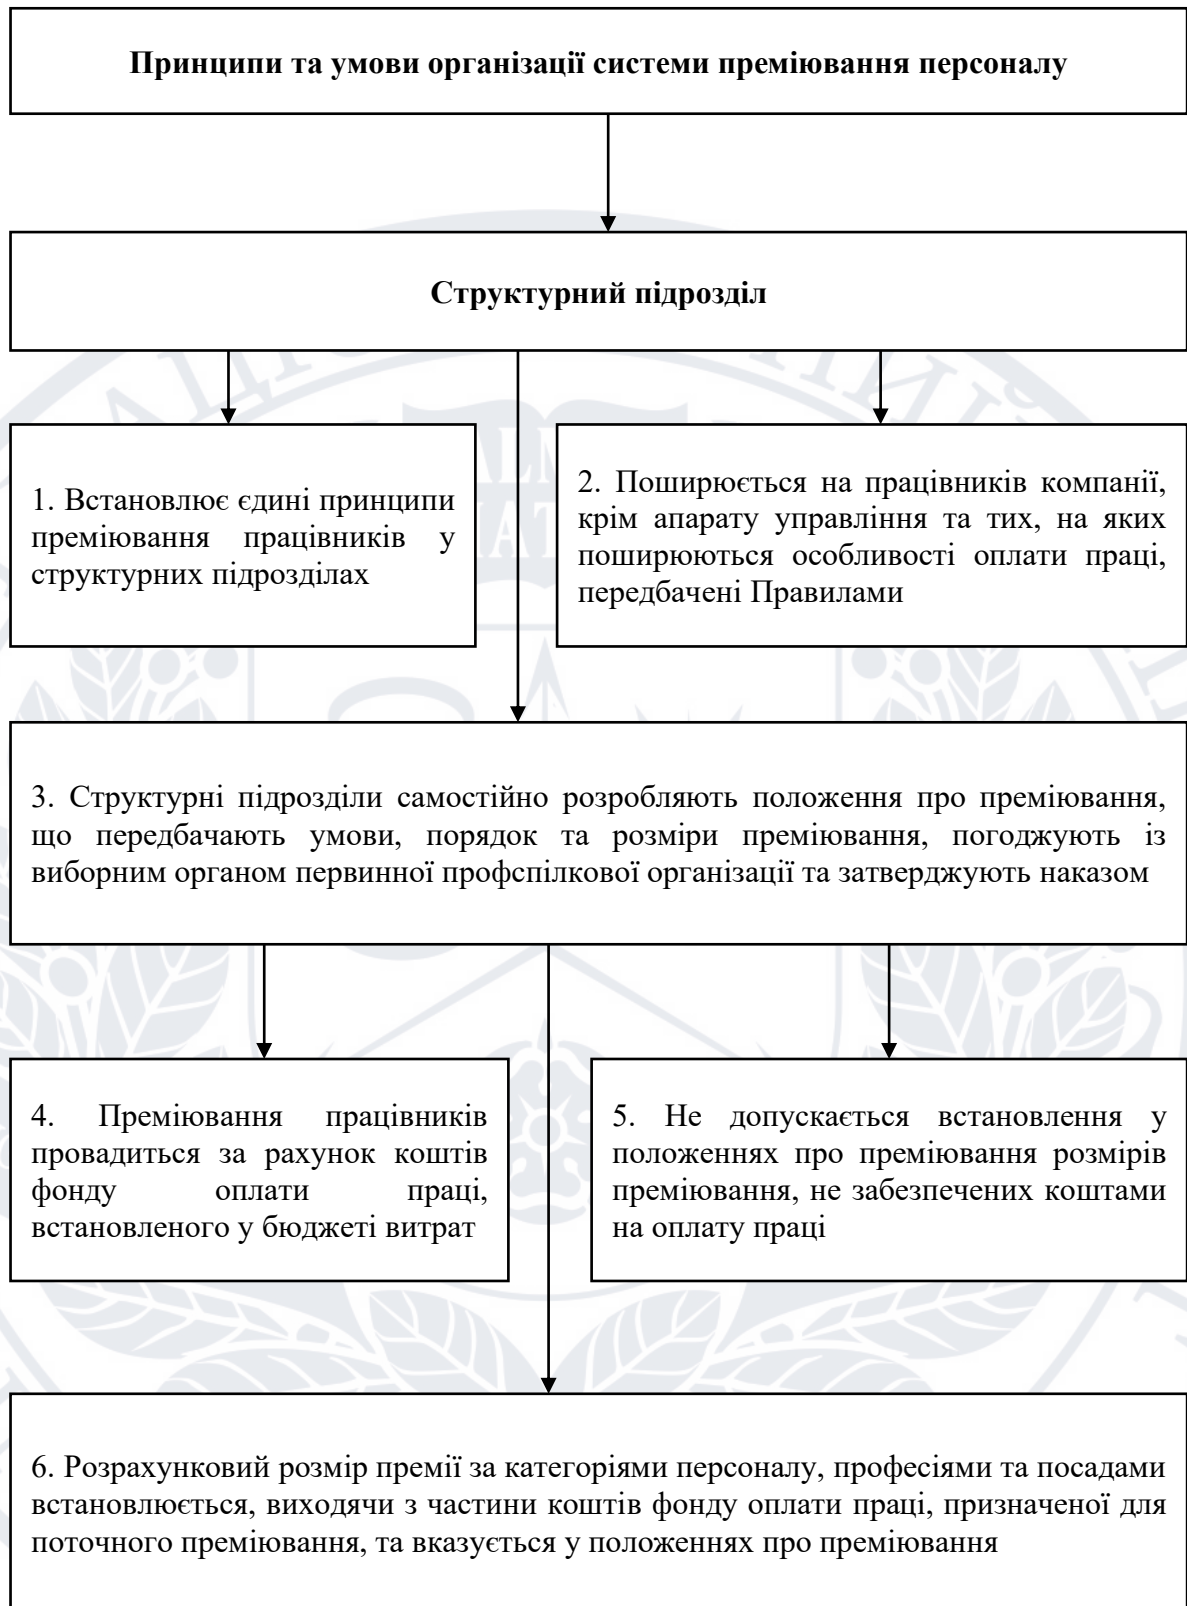 Принципи та умови організації системи преміювання персоналу
Структурний підрозділ
1. Встановлює єдині принципи
преміювання працівників у
структурних підрозділах
2. Поширюється на працівників компанії,
крім апарату управління та тих, на яких
поширюються особливості оплати праці,
передбачені Правилами
3. Структурні підрозділи самостійно розробляють положення про преміювання,
що передбачають умови, порядок та розміри преміювання, погоджують із
виборним органом первинної профспілкової організації та затверджують наказом
4. Преміювання працівників
провадиться за рахунок коштів
фонду оплати праці,
встановленого у бюджеті витрат
5. Не допускається встановлення у
положеннях про преміювання розмірів
преміювання, не забезпечених коштами
на оплату праці
6. Розрахунковий розмір премії за категоріями персоналу, професіями та посадами
встановлюється, виходячи з частини коштів фонду оплати праці, призначеної для
поточного преміювання, та вказується у положеннях про преміювання